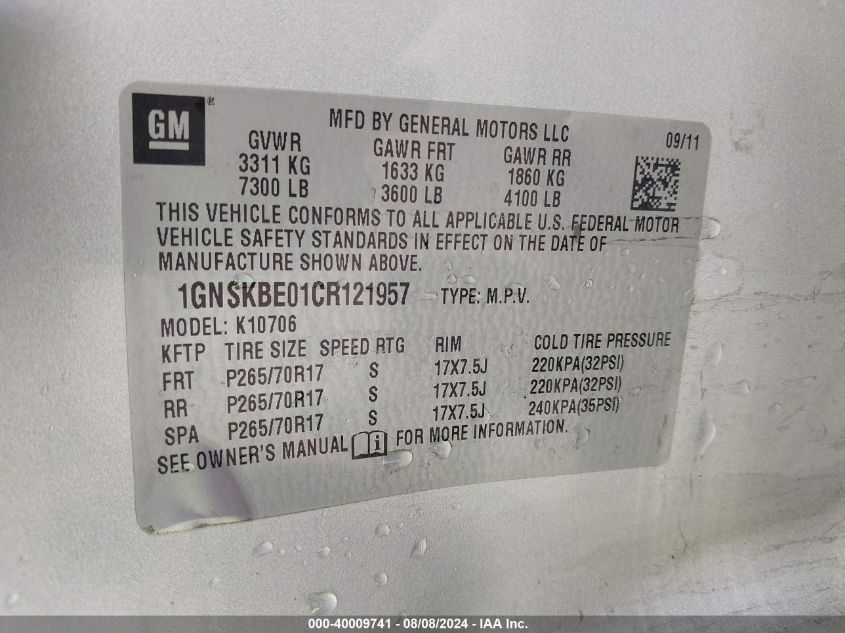 GM ®
MFD BY GENERAL MOTORS LLC
09/11
GVWR GAWR FRT GAWR RR
3311 KG 1633 KG 1860 KG
7300 LB 3600 LB 4100 LB
THIS VEHICLE CONFORMS TO ALL APPLICABLE U.S. FEDERAL MOTOR
VEHICLE SAFETY STANDARDS IN EFFECT ON THE DATE OF
MANUFACTURE SHOWN ABOVE.
1GNSKBE01CR121957 TYPE: M.P.V.
MODEL: K10706
KFTP TIRE SIZE SPEED RTG RIM COLD TIRE PRESSURE
FRT P265/70R17 S 17X7.5J 220KPA(32PSI)
RR P265/70R17 S 17X7.5J 220KPA(32PSI)
SPA P265/70R17 S 17X7.5J 240KPA(35PSI)
SEE OWNER'S MANUAL FOR MORE INFORMATION.
000-40009741 - 08/08/2024 - IAA Inc.